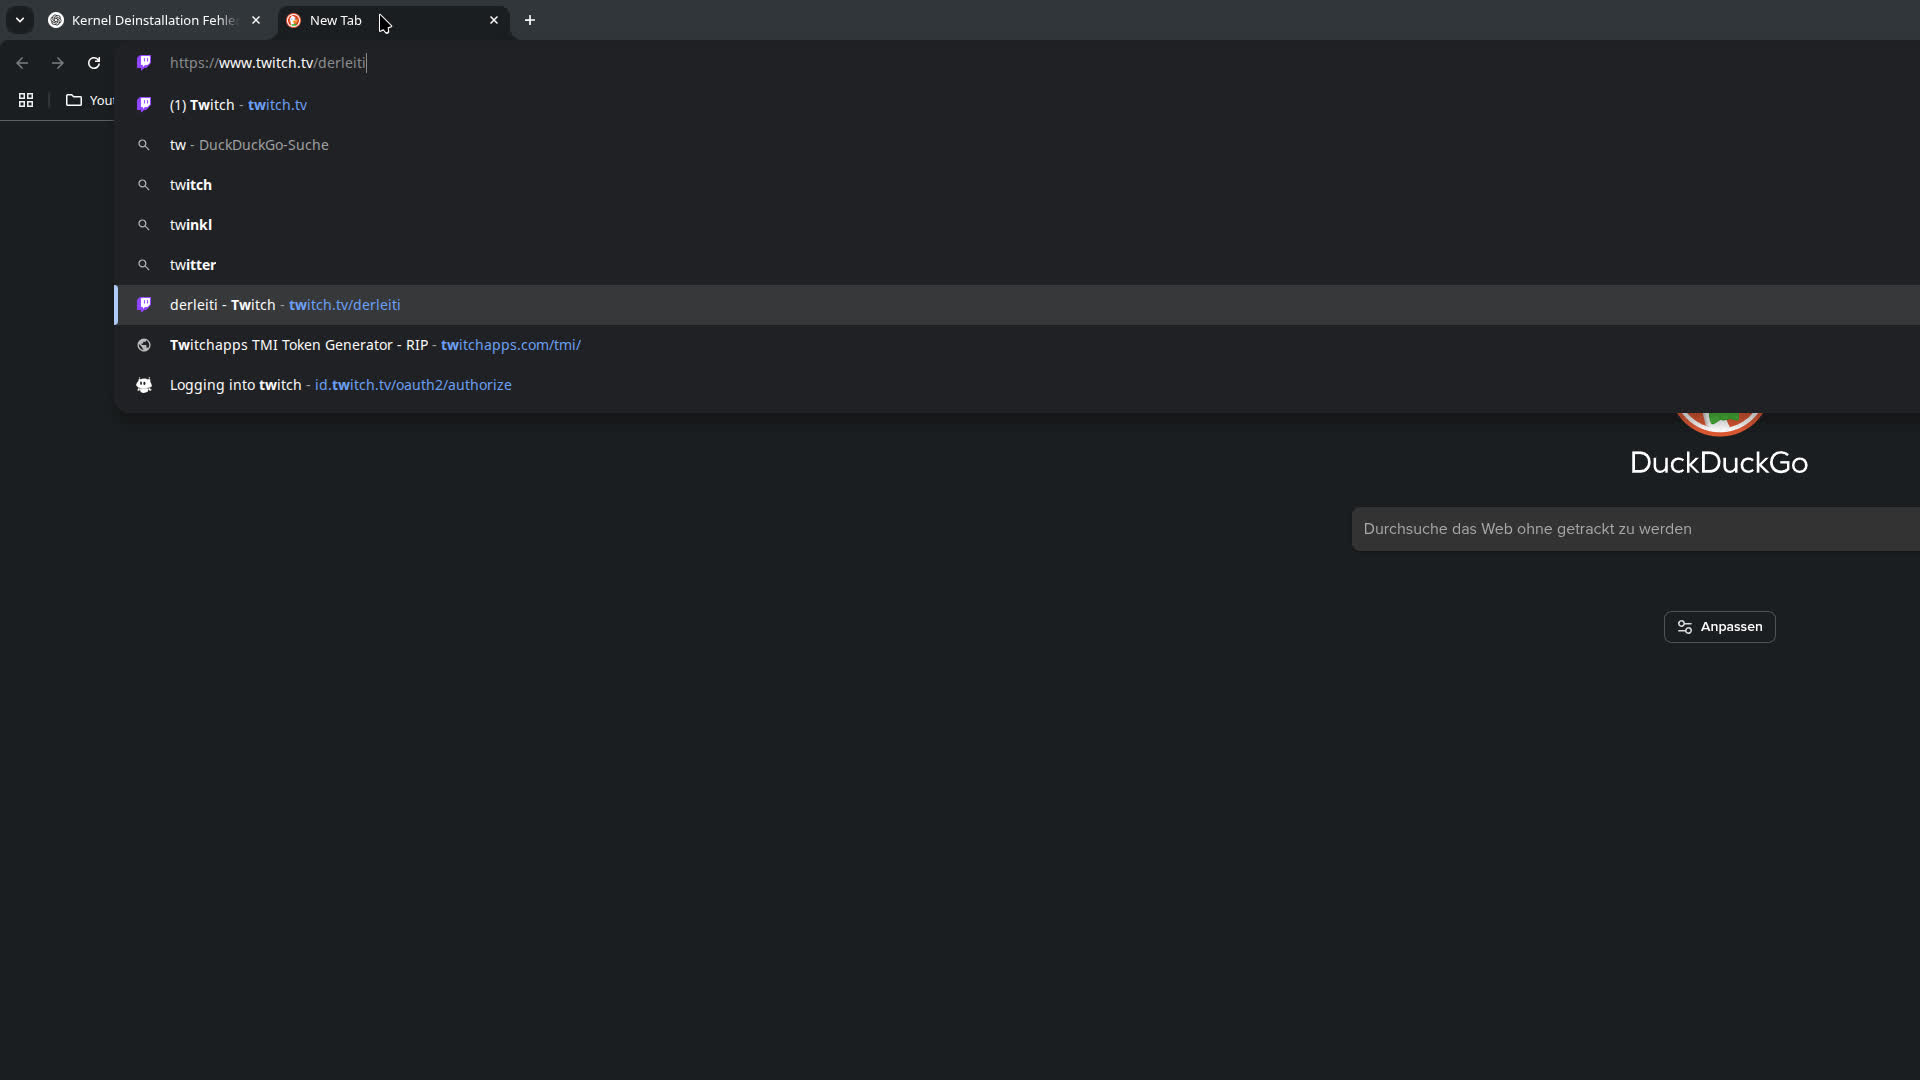 Kernel Deinstallation Fehle
New Tab
https://www.twitch.tv/derleiti
You
(1) Twitch - twitch.tv
tw - DuckDuckGo-Suche
twitch
twinkl
twitter
derleiti - Twitch - twitch.tv/derleiti
Twitchapps TMI Token Generator - RIP - twitchapps.com/tmi/
Logging into twitch - id.twitch.tv/oauth2/authorize
DuckDuckGo
Durchsuche das Web ohne getrackt zu werden
Anpassen